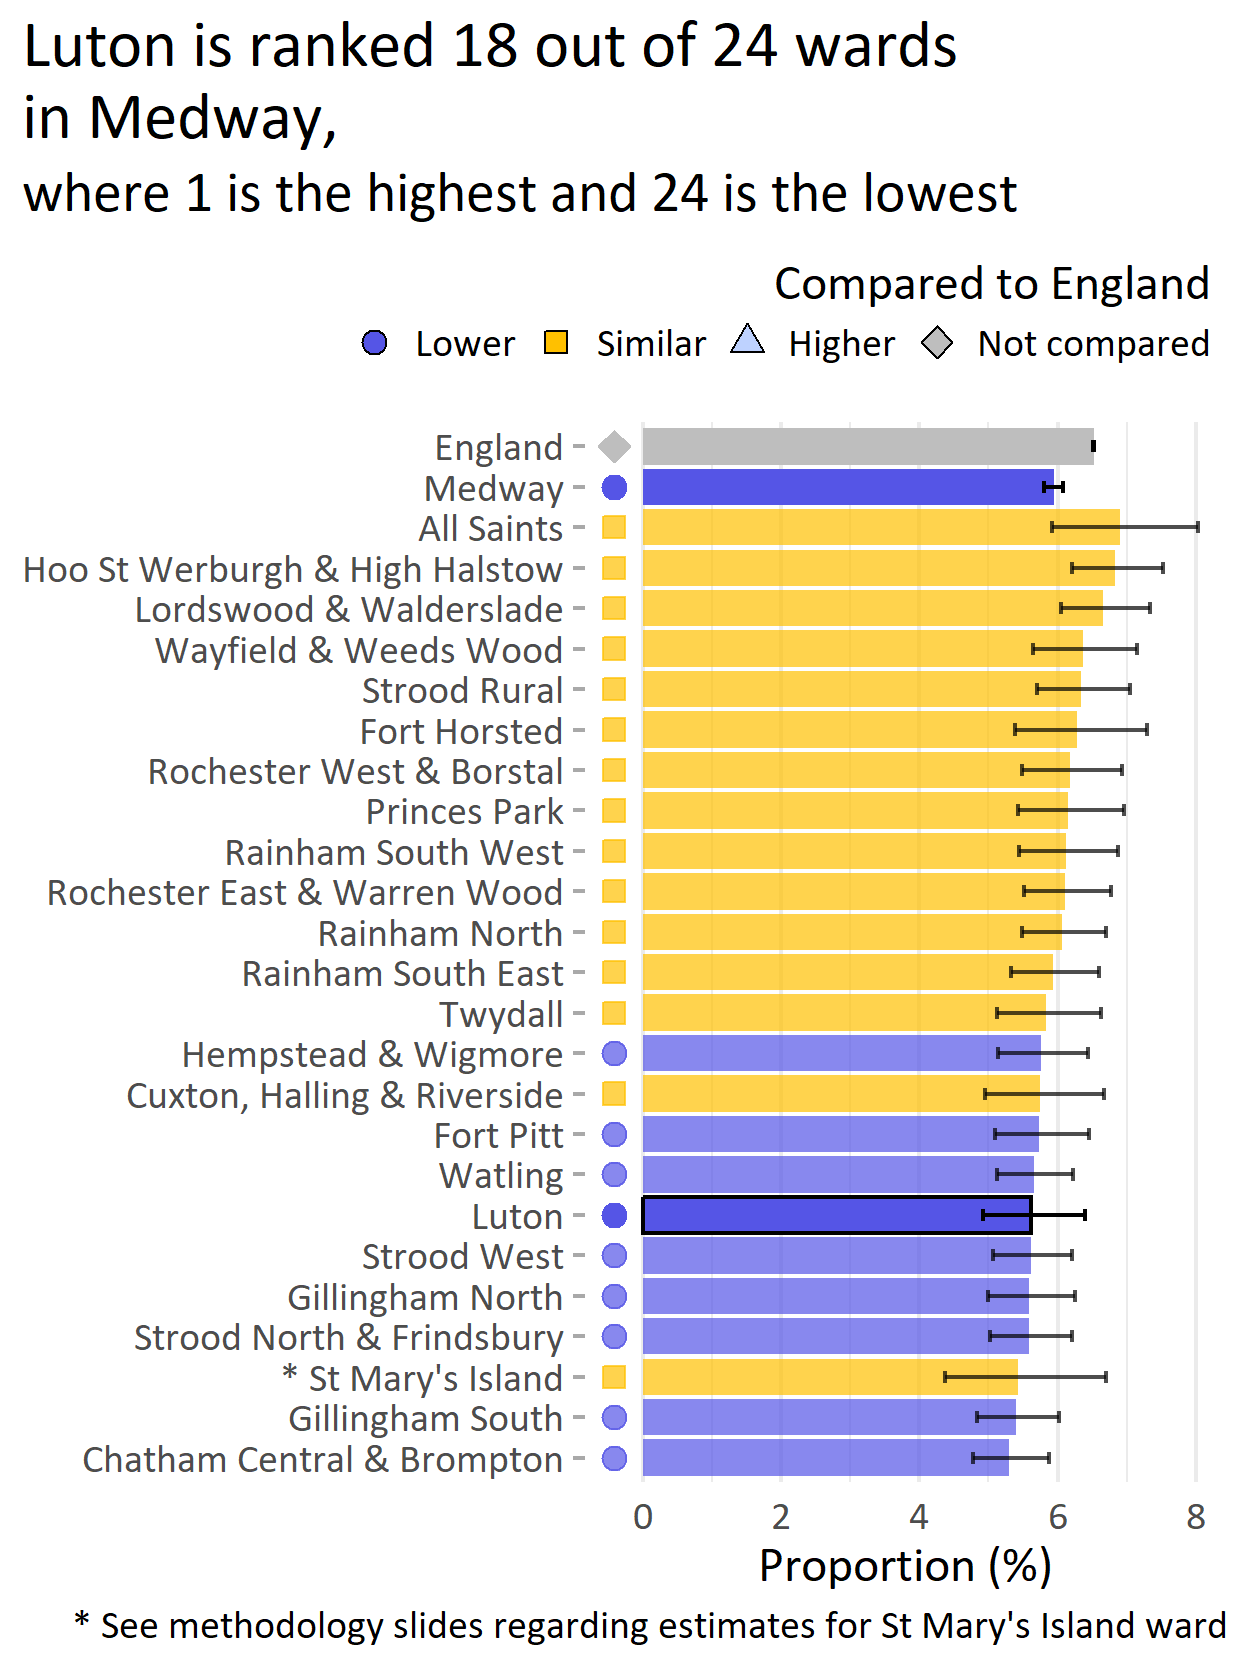 Luton is ranked 18 out of 24 wards
in Medway,
where 1 is the highest and 24 is the lowest
Compared to England
Lower Similar Higher Not compared
England
Medway
All Saints
Hoo St Werburgh & High Halstow
Lordswood & Walderslade
Wayfield & Weeds Wood
Strood Rural
Fort Horsted
Rochester West & Borstal
Princes Park
Rainham South West
Rochester East & Warren Wood
Rainham North
Rainham South East
Twydall
Hempstead & Wigmore
Cuxton, Halling & Riverside
Fort Pitt
Watling
Luton
Strood West
Gillingham North
Strood North & Frindsbury
* St Mary's Island
Gillingham South
Chatham Central & Brompton
0 2 4 6 8
Proportion (%)
* See methodology slides regarding estimates for St Mary's Island ward